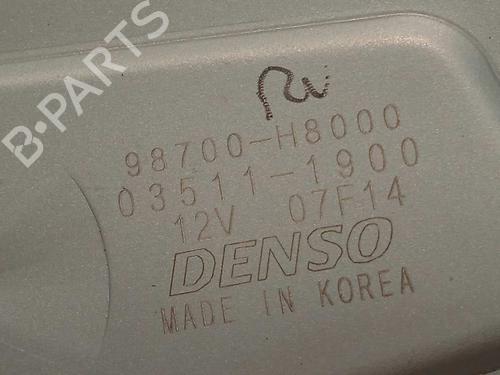 B-PARTS
98700-H8000
03511-1900
12V 07F14
DENSO
MADE IN KOREA